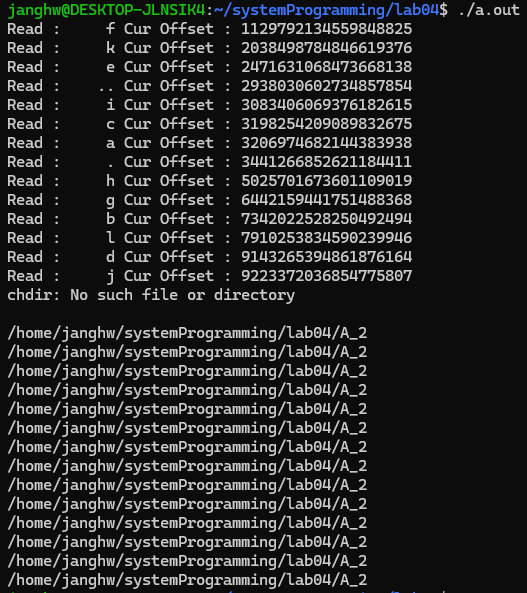 janghw@DESKTOP-JLNSIK4:~/systemProgramming/lab04$ ./a.out
Read :      f Cur Offset : 1129792134559848825
Read :      k Cur Offset : 2038498784846619376
Read :      e Cur Offset : 2471631068473668138
Read :     .. Cur Offset : 2938030602734857854
Read :      i Cur Offset : 3083406069376182615
Read :      c Cur Offset : 3198254209089832675
Read :      a Cur Offset : 3206974682144383938
Read :      . Cur Offset : 3441266852621184411
Read :      h Cur Offset : 5025701673601109019
Read :      g Cur Offset : 6442159441751488368
Read :      b Cur Offset : 7342022528250492494
Read :      l Cur Offset : 7910253834590239946
Read :      d Cur Offset : 9143265394861876164
Read :      j Cur Offset : 9223372036854775807
chdir: No such file or directory

/home/janghw/systemProgramming/lab04/A_2
/home/janghw/systemProgramming/lab04/A_2
/home/janghw/systemProgramming/lab04/A_2
/home/janghw/systemProgramming/lab04/A_2
/home/janghw/systemProgramming/lab04/A_2
/home/janghw/systemProgramming/lab04/A_2
/home/janghw/systemProgramming/lab04/A_2
/home/janghw/systemProgramming/lab04/A_2
/home/janghw/systemProgramming/lab04/A_2
/home/janghw/systemProgramming/lab04/A_2
/home/janghw/systemProgramming/lab04/A_2
/home/janghw/systemProgramming/lab04/A_2
/home/janghw/systemProgramming/lab04/A_2
/home/janghw/systemProgramming/lab04/A_2